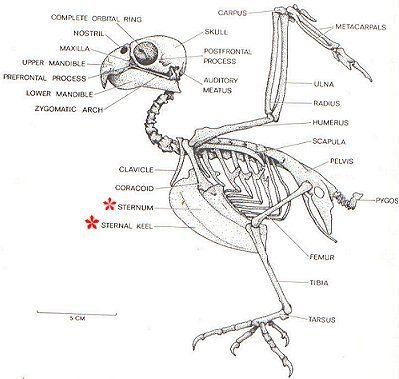 COMPLETE ORBITAL RING
NOSTRIL
MAXILLA
UPPER MANDIBLE
PREFRONTAL PROCESS
LOWER MANDIBLE
ZYGOMATIC ARCH
SKULL
POSTFRONTAL
PROCESS
AUDITORY
MEATUS
CARPUS
METACARPALS
ULNA
RADIUS
HUMERUS
SCAPULA
PELVIS
PYGOS
CLAVICLE
CORACOID
STERNUM
STERNAL KEEL
FEMUR
TIBIA
TARSUS
5 CM